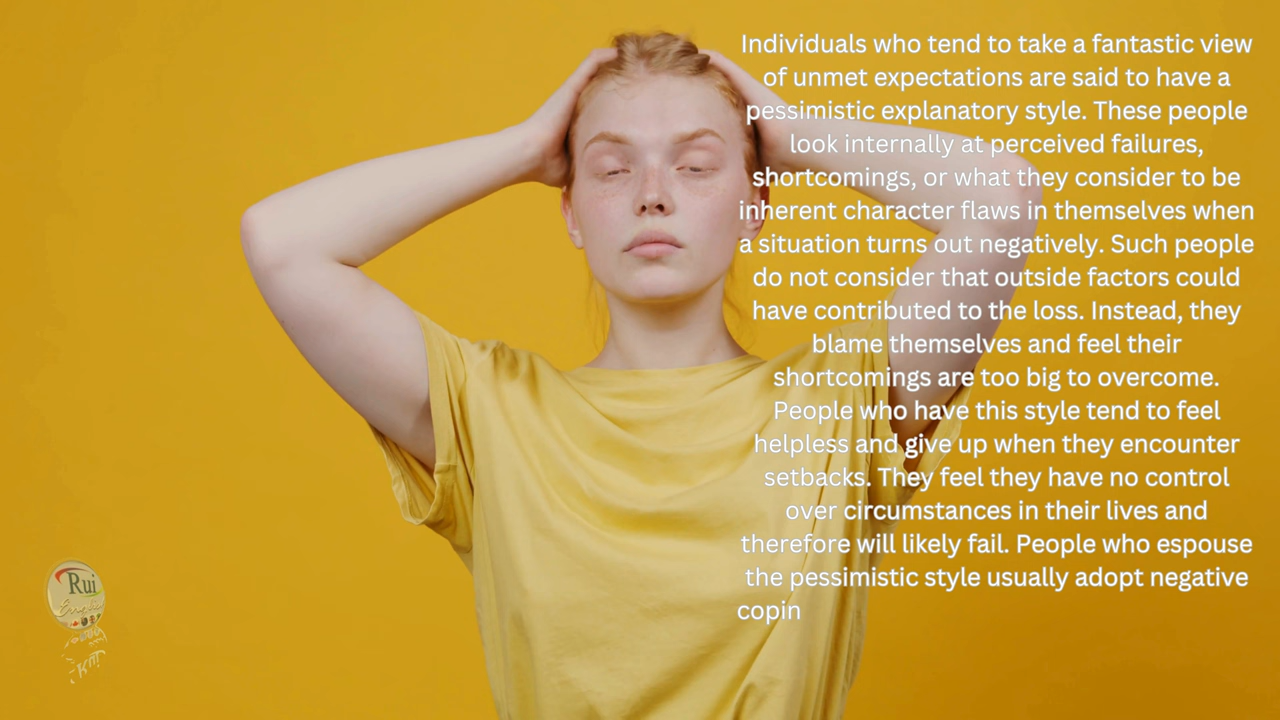 Individuals who tend to take a fantastic view
of unmet expectations are said to have a
pessimistic explanatory style. These people
look internally at perceived failures,
shortcomings, or what they consider to be
inherent character flaws in themselves when
a situation turns out negatively. Such people
do not consider that outside factors could
have contributed to the loss. Instead, they
blame themselves and feel their
shortcomings are too big to overcome.
People who have this style tend to feel
helpless and give up when they encounter
setbacks. They feel they have no control
over circumstances in their lives and
therefore will likely fail. People who espouse
the pessimistic style usually adopt negative
copin
Rui